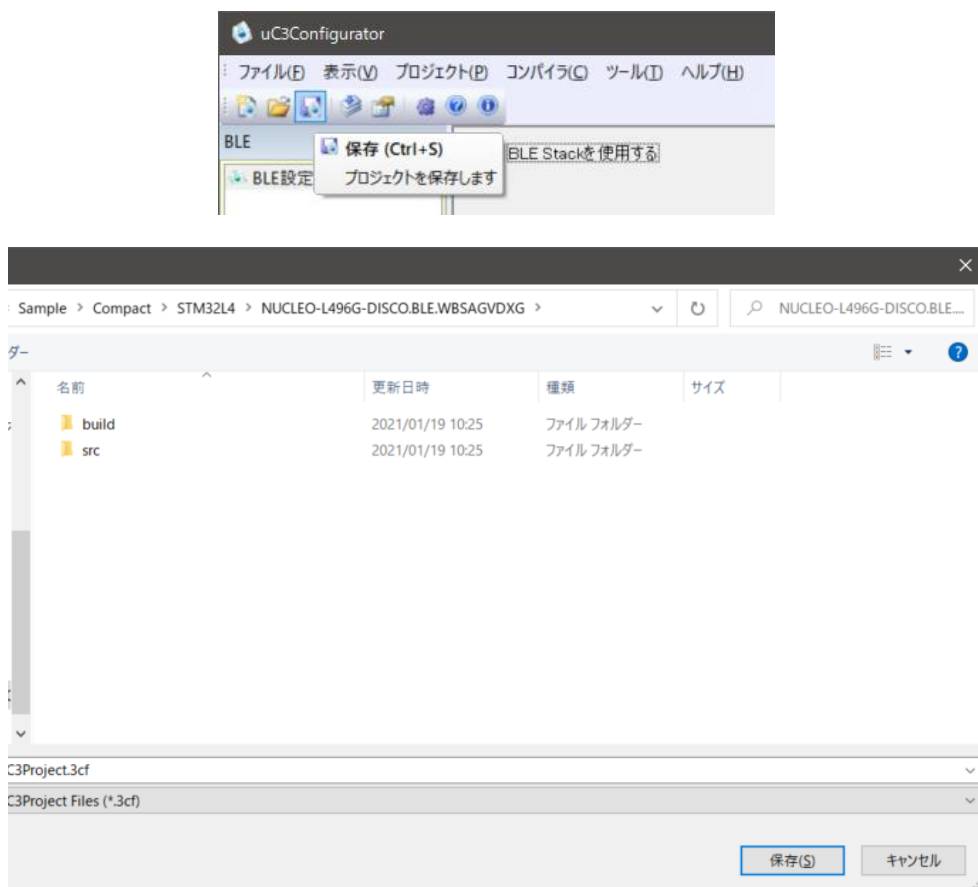 uC3Configurator
ファイル(F) 表示(V) プロジェクト(P) コンパイラ(C) ツール(T) ヘルプ(H)
BLE
保存 (Ctrl+S)
BLE Stackを使用する
BLE設定
プロジェクトを保存します
Sample > Compact > STM32L4 > NUCLEO-L496G-DISCO.BLE.WBSAGVDXG >
NUCLEO-L496G-DISCO.BLE....
ダー
名前 更新日時 種類 サイズ
build 2021/01/19 10:25 ファイル フォルダー
src 2021/01/19 10:25 ファイル フォルダー
C3Project.3cf
C3Project Files (*.3cf)
保存(S) キャンセル